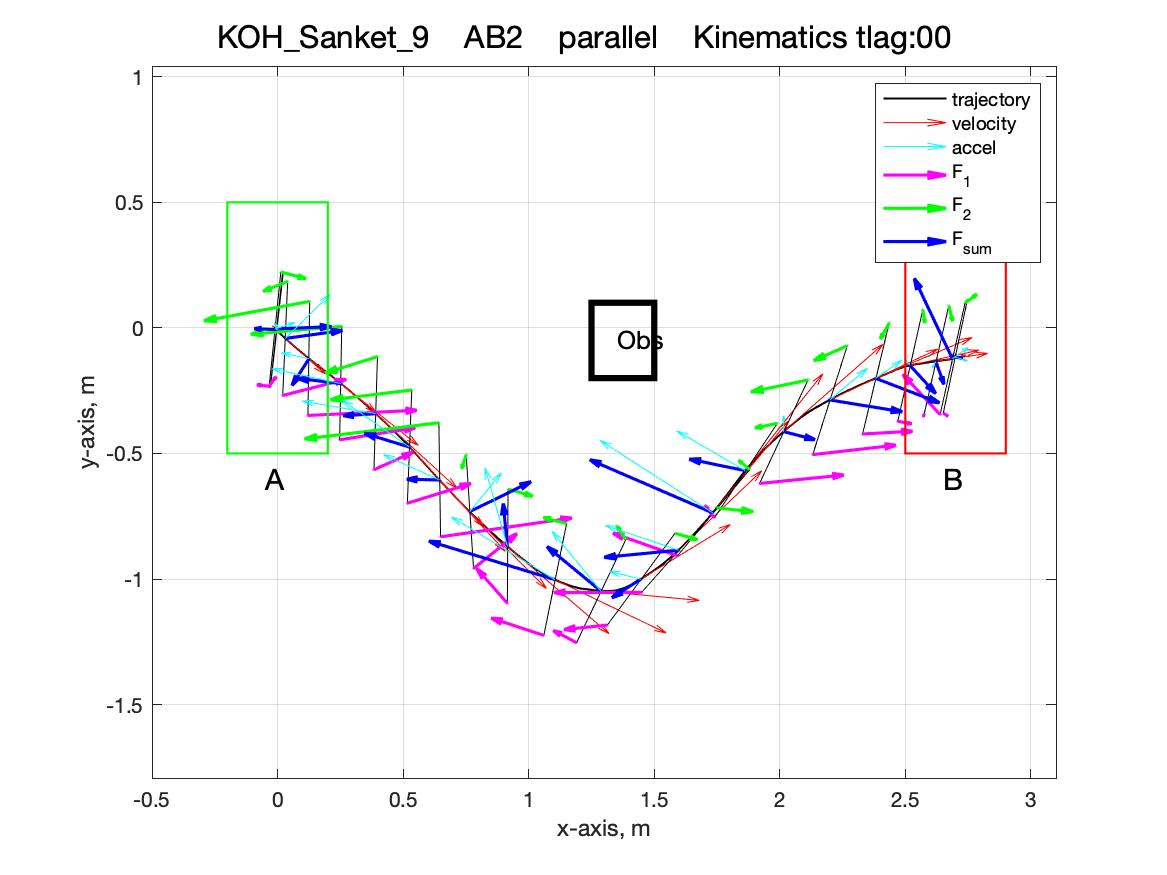 KOH_Sanket_9 AB2 parallel Kinematics tlag:00
trajectory
velocity
accel
F1
F2
Fsum
1
0.5
0
-0.5
-1
-1.5
y-axis, m
Obs
A
B
-0.5 0 0.5 1 1.5 2 2.5 3
x-axis, m